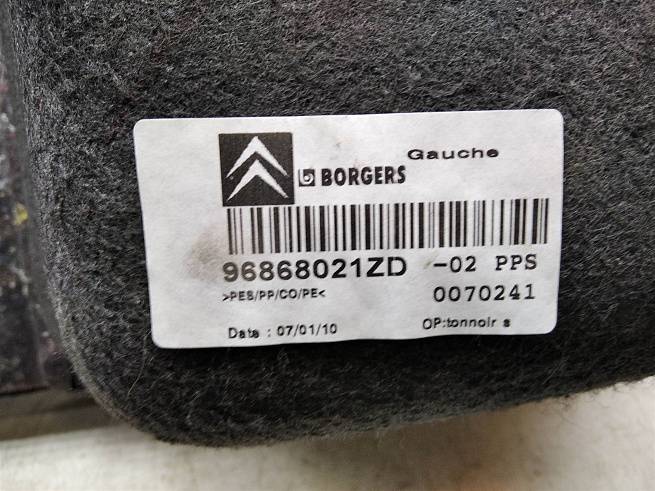 Gauche
BORGERS
96868021ZD -02 PPS
>PES/PP/CO/PE< 0070241
Data : 07/01/10 OP:tonnoir s